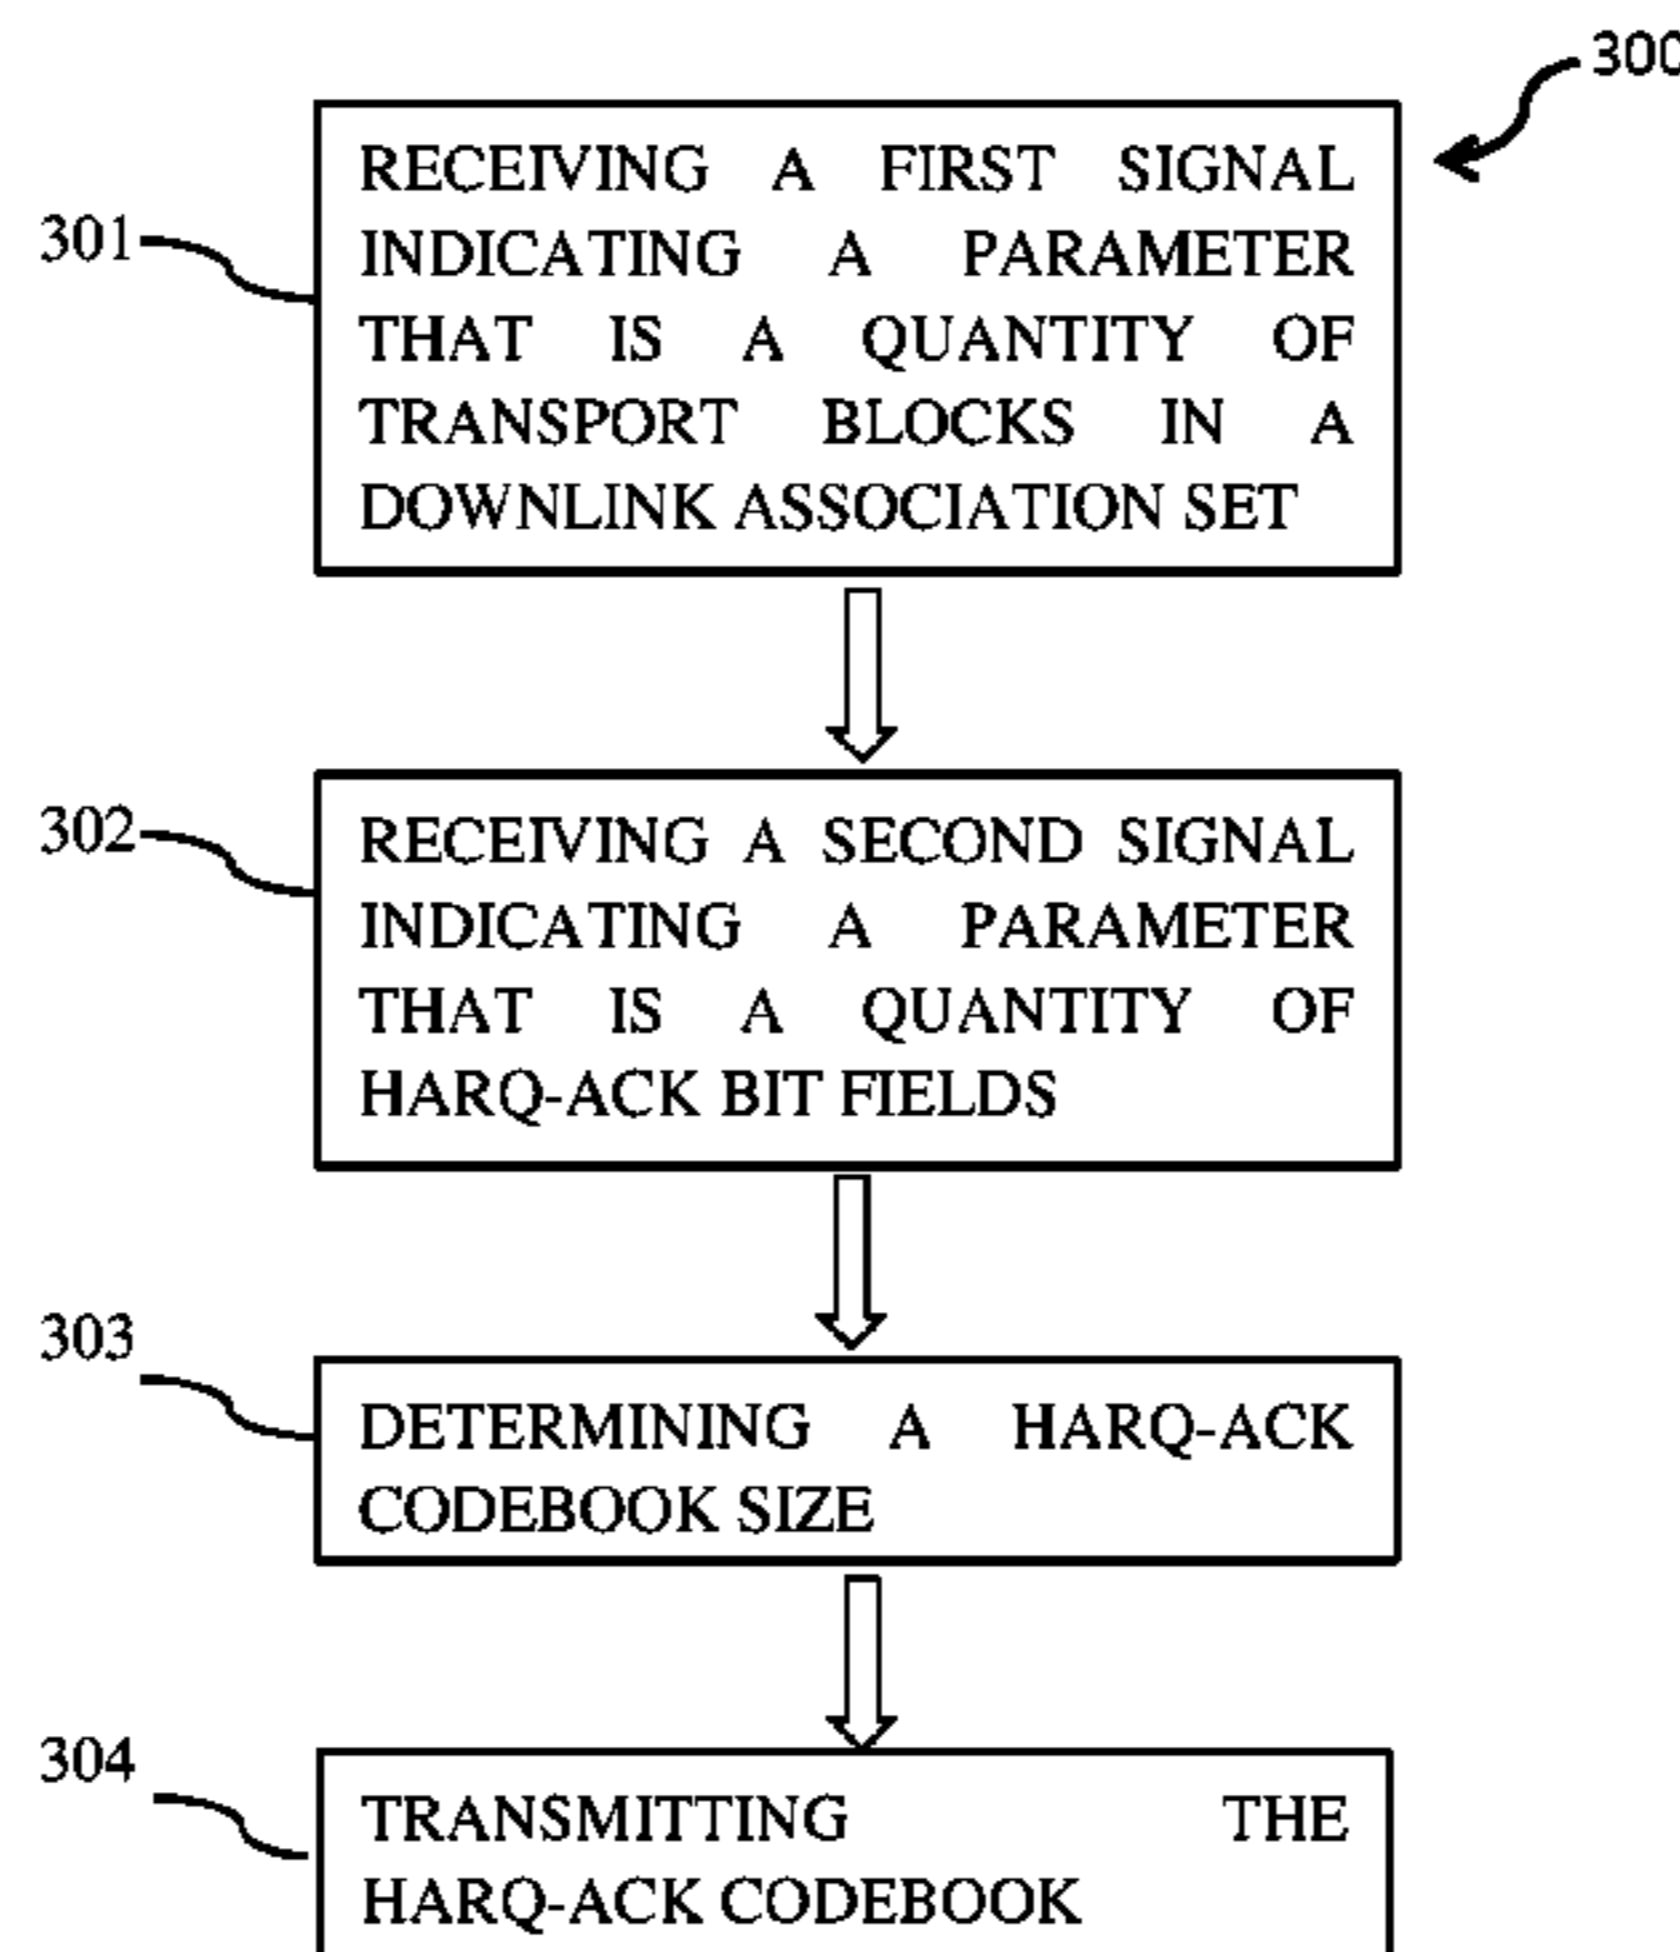 300
301
RECEIVING A FIRST SIGNAL
INDICATING A PARAMETER
THAT IS A QUANTITY OF
TRANSPORT BLOCKS IN A
DOWNLINK ASSOCIATION SET
302
RECEIVING A SECOND SIGNAL
INDICATING A PARAMETER
THAT IS A QUANTITY OF
HARQ-ACK BIT FIELDS
303
DETERMINING A HARQ-ACK
CODEBOOK SIZE
304
TRANSMITTING THE
HARQ-ACK CODEBOOK